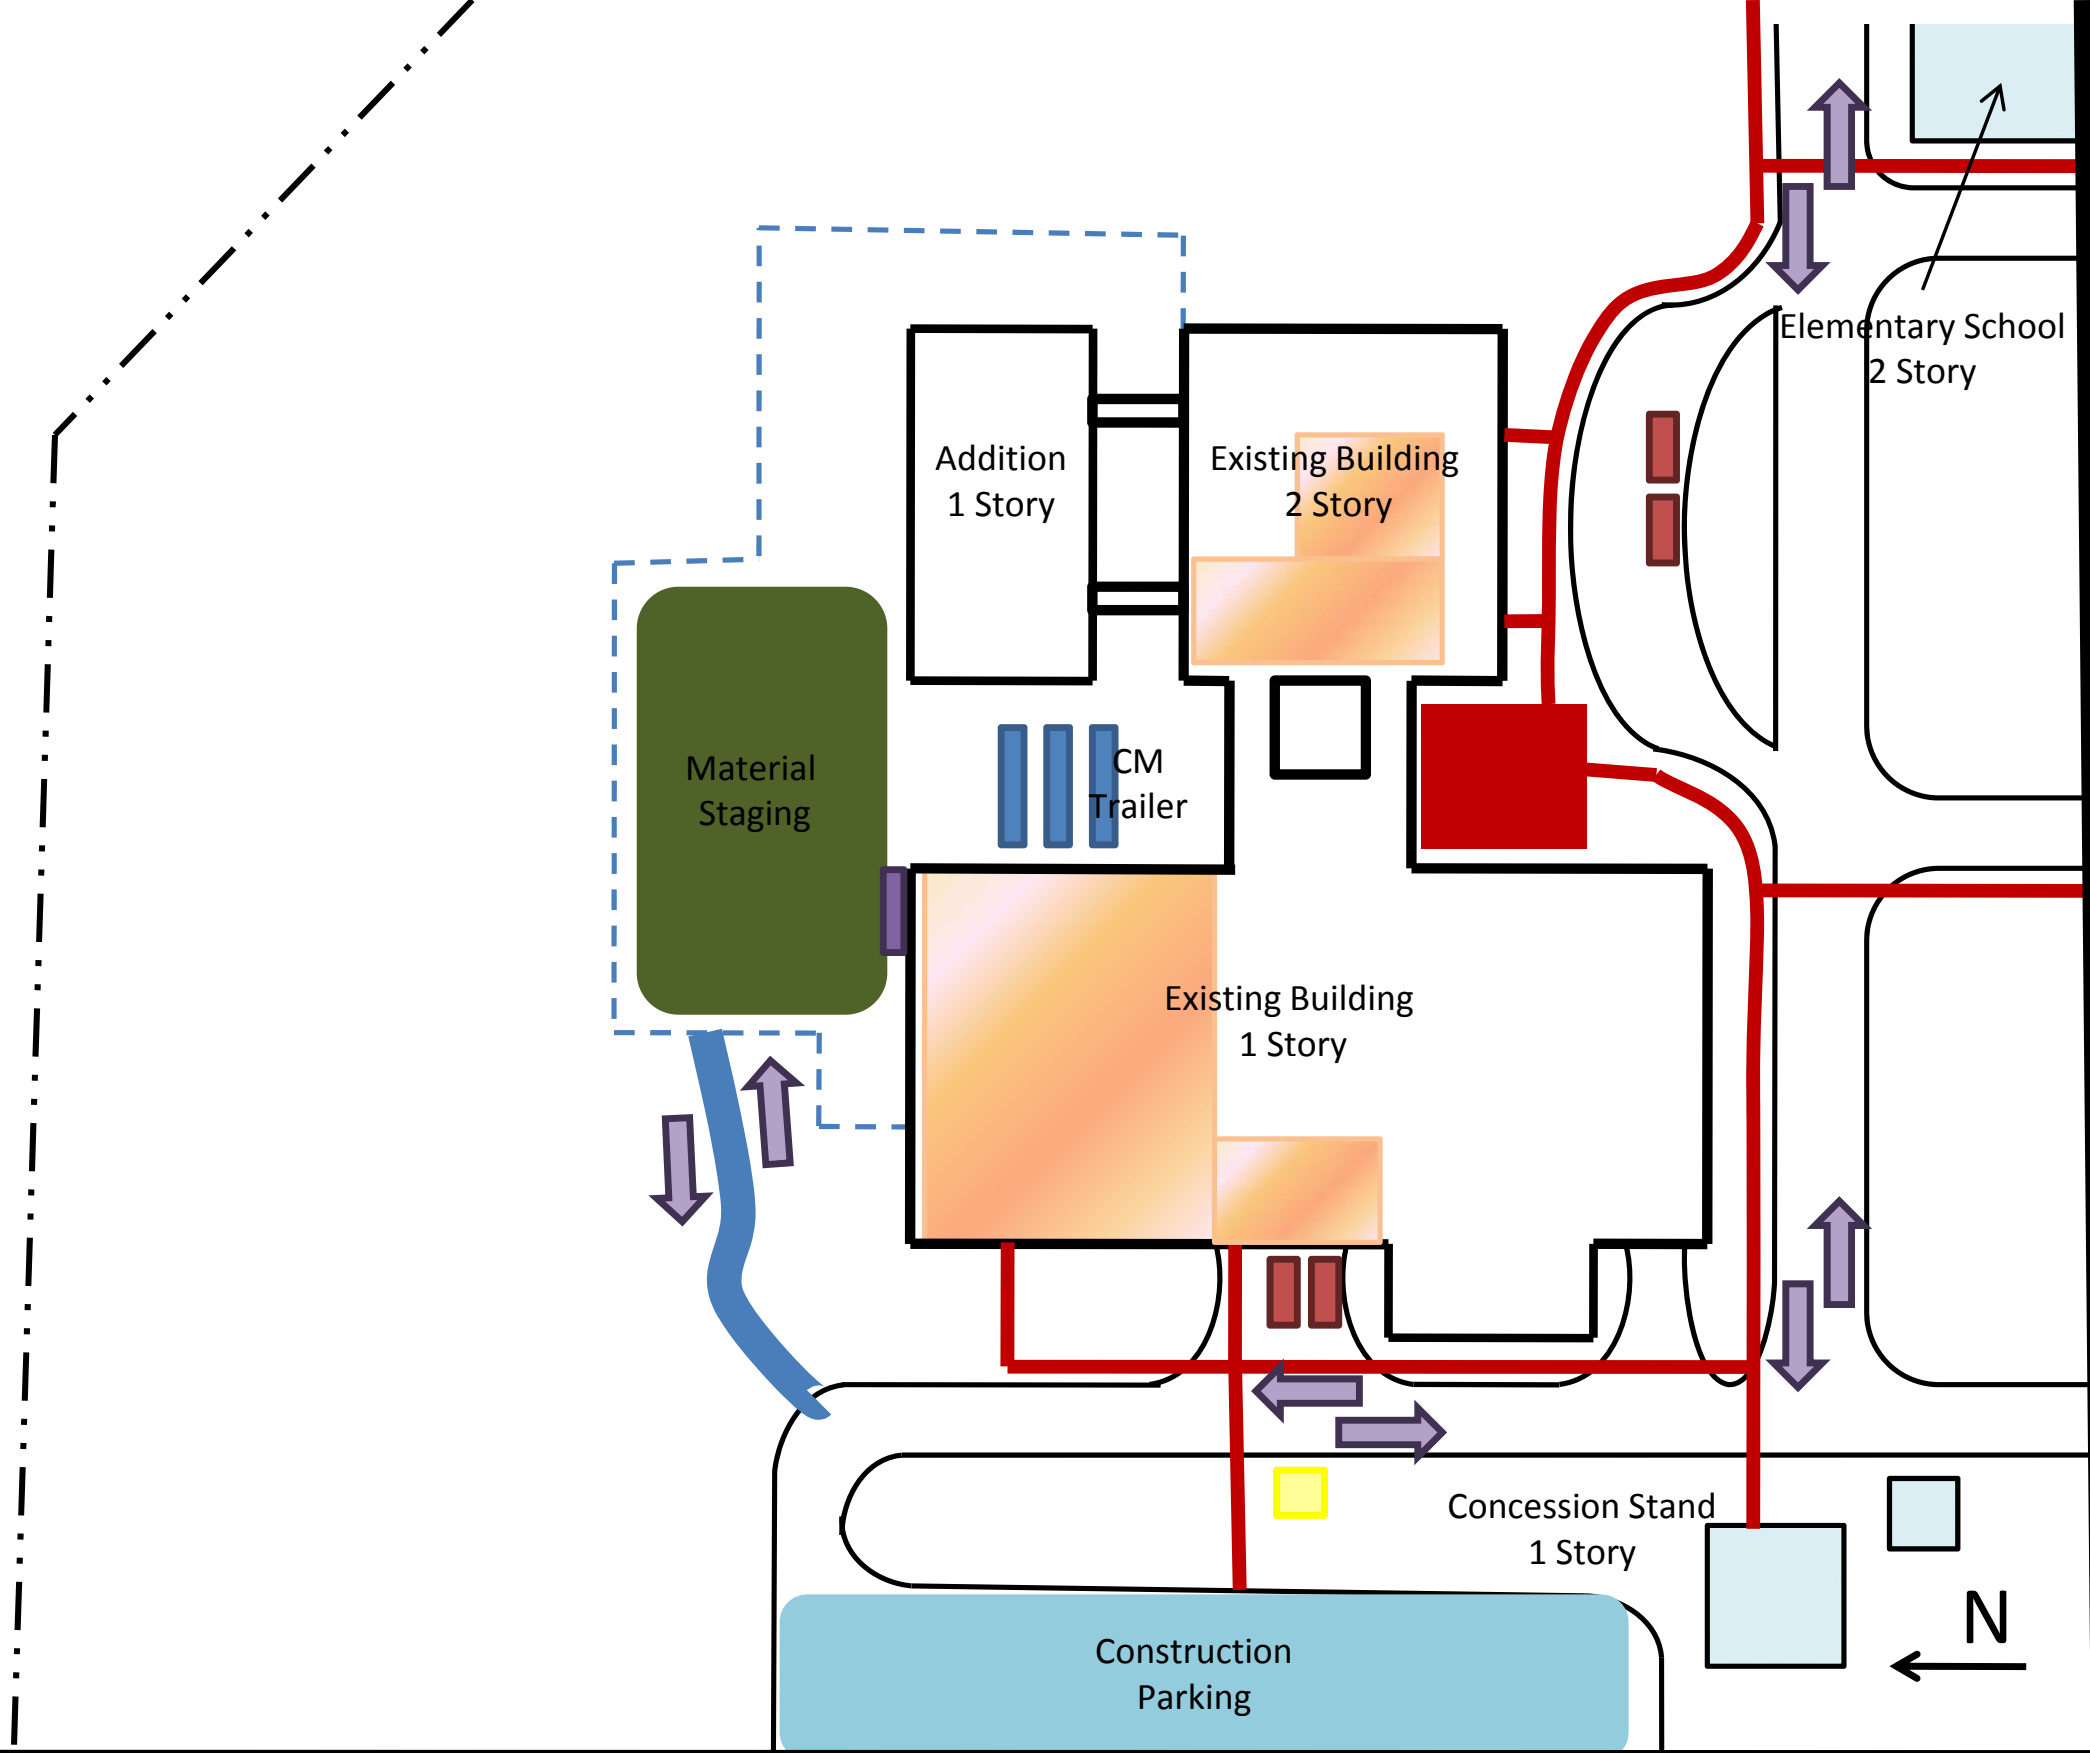 Elementary School
2 Story
Addition
1 Story
Existing Building
2 Story
Material
Staging
CM
Trailer
Existing Building
1 Story
Concession Stand
1 Story
N
Construction
Parking